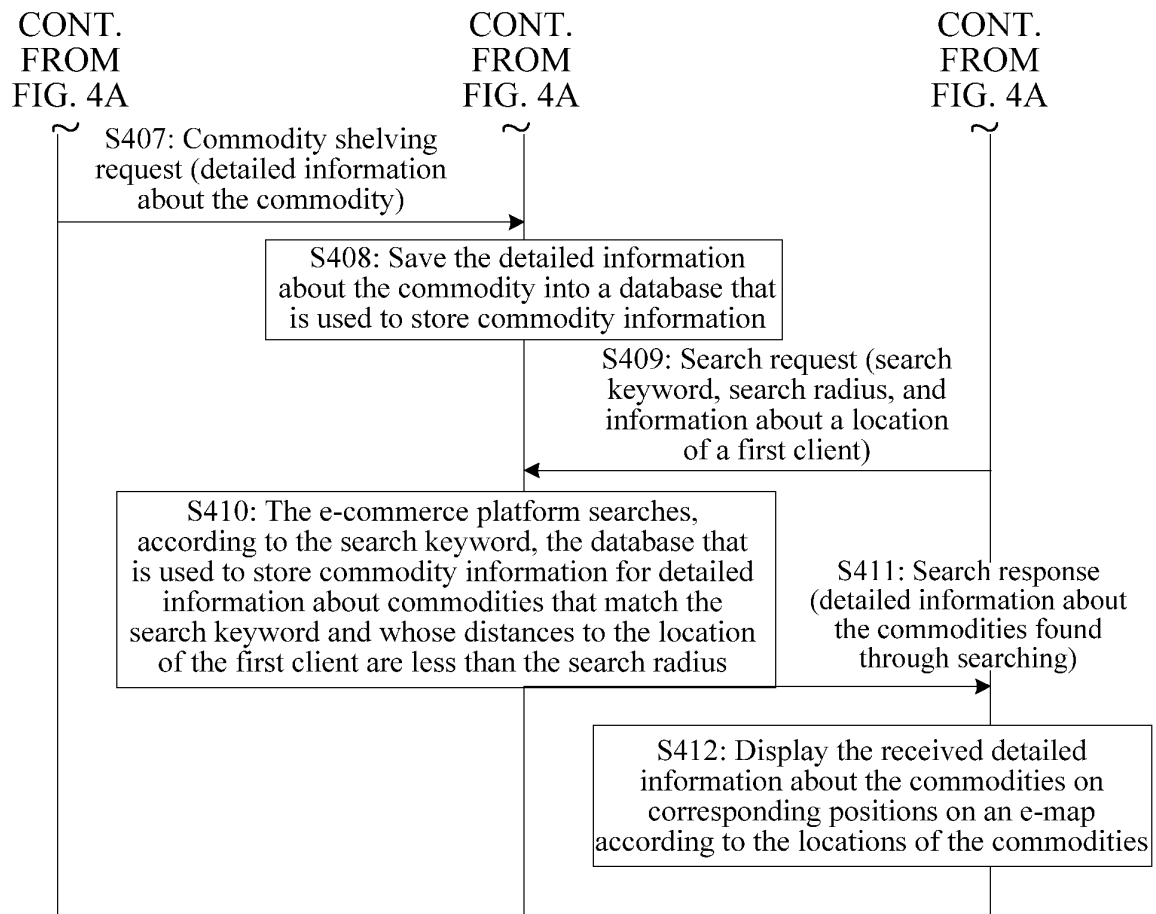 CONT.
FROM
FIG. 4A
CONT.
FROM
FIG. 4A
CONT.
FROM
FIG. 4A
S407: Commodity shelving
request (detailed information
about the commodity)
S408: Save the detailed information
about the commodity into a database that
is used to store commodity information
S409: Search request (search
keyword, search radius, and
information about a location
of a first client)
S410: The e-commerce platform searches,
according to the search keyword, the database that
is used to store commodity information for detailed
information about commodities that match the
search keyword and whose distances to the location
of the first client are less than the search radius
S411: Search response
(detailed information about
the commodities found
through searching)
S412: Display the received detailed
information about the commodities on
corresponding positions on an e-map
according to the locations of the commodities